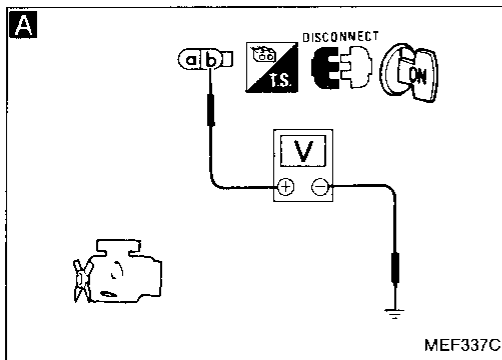 A
DISCONNECT
a b
T.S.
ON
V
+ −
MEF337C